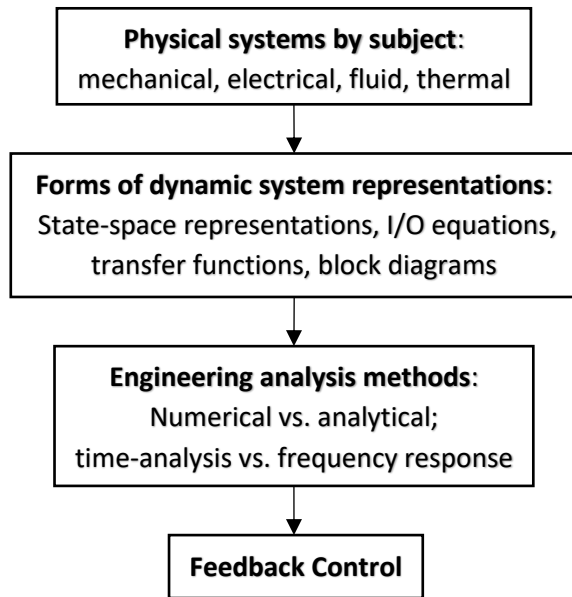 Physical systems by subject:
mechanical, electrical, fluid, thermal
Forms of dynamic system representations:
State-space representations, I/O equations,
transfer functions, block diagrams
Engineering analysis methods:
Numerical vs. analytical;
time-analysis vs. frequency response
Feedback Control